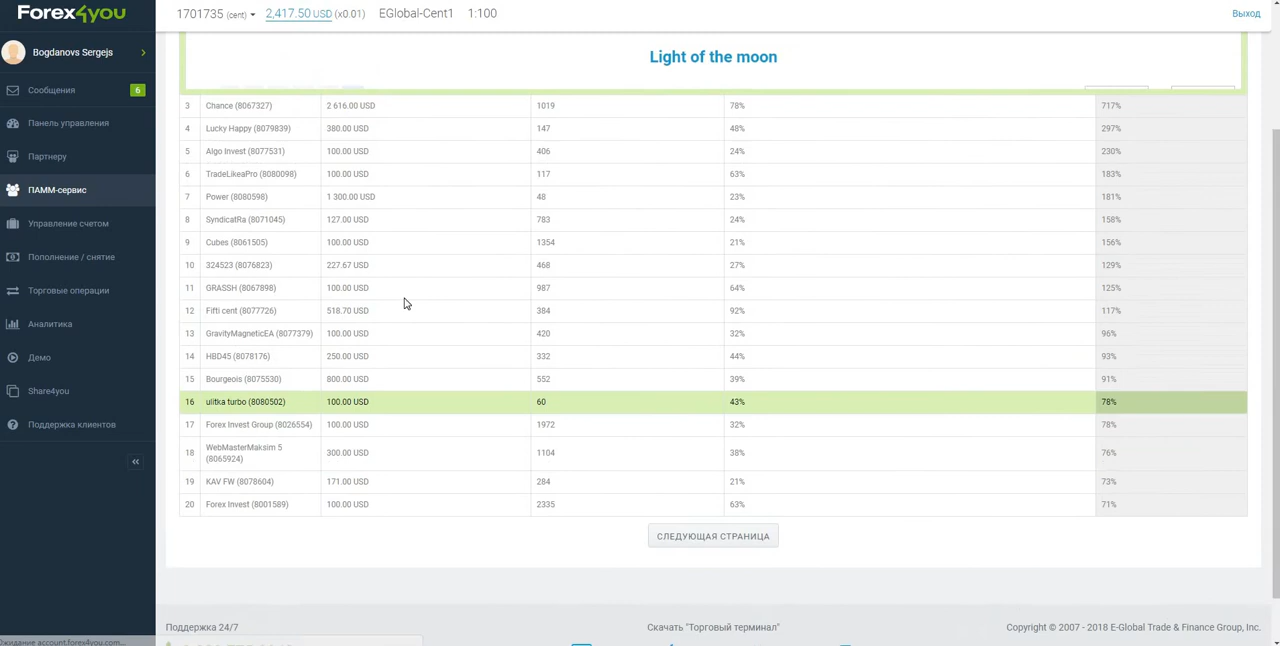 Forex4you
1701735 (cent) 2,417.50 USD (x0.01) EGlobal-Cent1 1:100 Выход
Bogdanovs Sergejs
Сообщения 6
Панель управления
Партнеру
ПАММ-сервис
Управление счетом
Пополнение / снятие
Торговые операции
Аналитика
Демо
Share4you
Поддержка клиентов
Light of the moon
3 Chance (8067327) 2 616.00 USD 1019 78% 717%
4 Lucky Happy (8079839) 380.00 USD 147 48% 297%
5 Algo Invest (8077531) 100.00 USD 406 24% 230%
6 TradeLikeaPro (8080098) 100.00 USD 117 63% 183%
7 Power (8080598) 1 300.00 USD 48 23% 181%
8 SyndicatRa (8071045) 127.00 USD 783 24% 158%
9 Cubes (8061505) 100.00 USD 1354 21% 156%
10 324523 (8076823) 227.67 USD 468 27% 129%
11 GRASSH (8067898) 100.00 USD 987 64% 125%
12 Fifti cent (8077726) 518.70 USD 384 92% 117%
13 GravityMagneticEA (8077379) 100.00 USD 420 32% 96%
14 HBD45 (8078176) 250.00 USD 332 44% 93%
15 Bourgeois (8075530) 800.00 USD 552 39% 91%
16 ulitka turbo (8080502) 100.00 USD 60 43% 78%
17 Forex Invest Group (8026554) 100.00 USD 1972 32% 78%
18 WebMasterMaksim 5 (8065924) 300.00 USD 1104 38% 76%
19 KAV FW (8078604) 171.00 USD 284 21% 73%
20 Forex Invest (8001589) 100.00 USD 2335 63% 71%
СЛЕДУЮЩАЯ СТРАНИЦА
Поддержка 24/7 Скачать "Торговый терминал" Copyright © 2007 - 2018 E-Global Trade & Finance Group, Inc.
Ожидание account.forex4you.com...